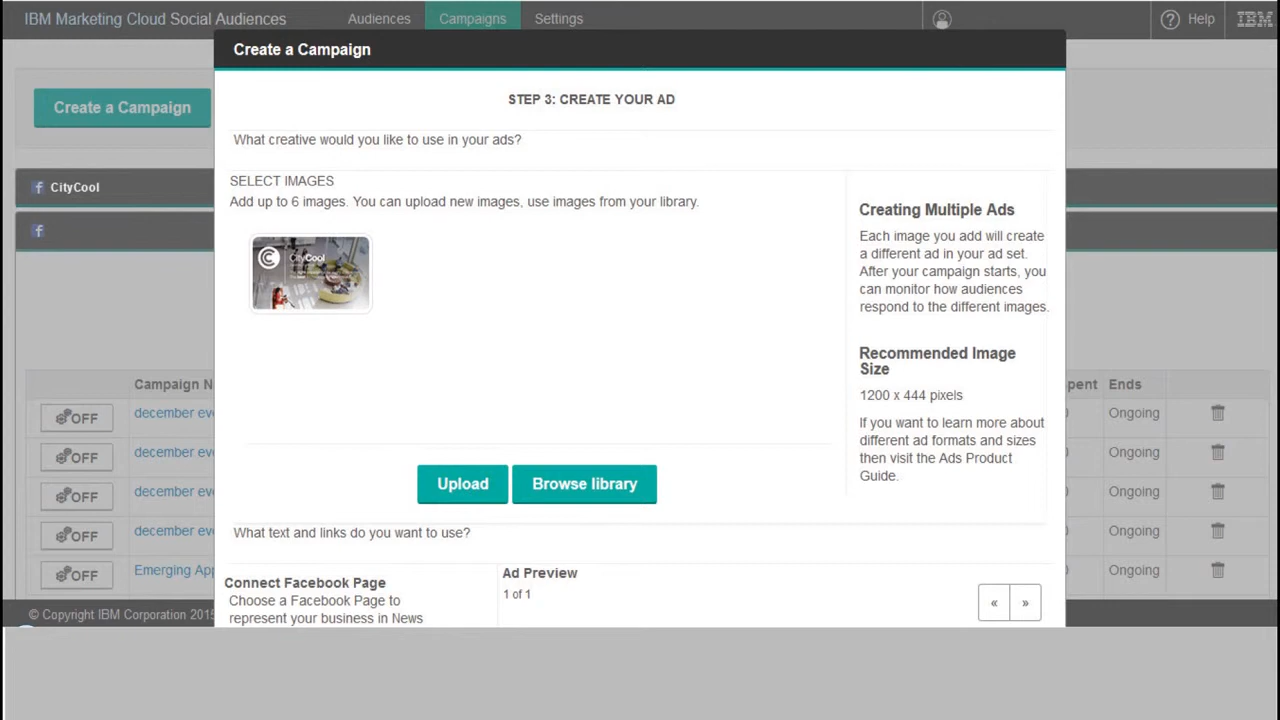 IBM Marketing Cloud Social Audiences
Audiences
Campaigns
Settings
Help
IBM
Create a Campaign
CityCool
Create a Campaign
STEP 3: CREATE YOUR AD
What creative would you like to use in your ads?
SELECT IMAGES
Add up to 6 images. You can upload new images, use images from your library.
CityCool
Upload
Browse library
Creating Multiple Ads
Each image you add will create
a different ad in your ad set.
After your campaign starts, you
can monitor how audiences
respond to the different images.
Recommended Image
Size
1200 x 444 pixels
If you want to learn more about
different ad formats and sizes
then visit the Ads Product
Guide.
What text and links do you want to use?
Connect Facebook Page
Choose a Facebook Page to
represent your business in News
Ad Preview
1 of 1
« »
Campaign N
pent
Ends
OFF december eve Ongoing
OFF december eve Ongoing
OFF december eve Ongoing
OFF december eve Ongoing
OFF Emerging App Ongoing
© Copyright IBM Corporation 2015